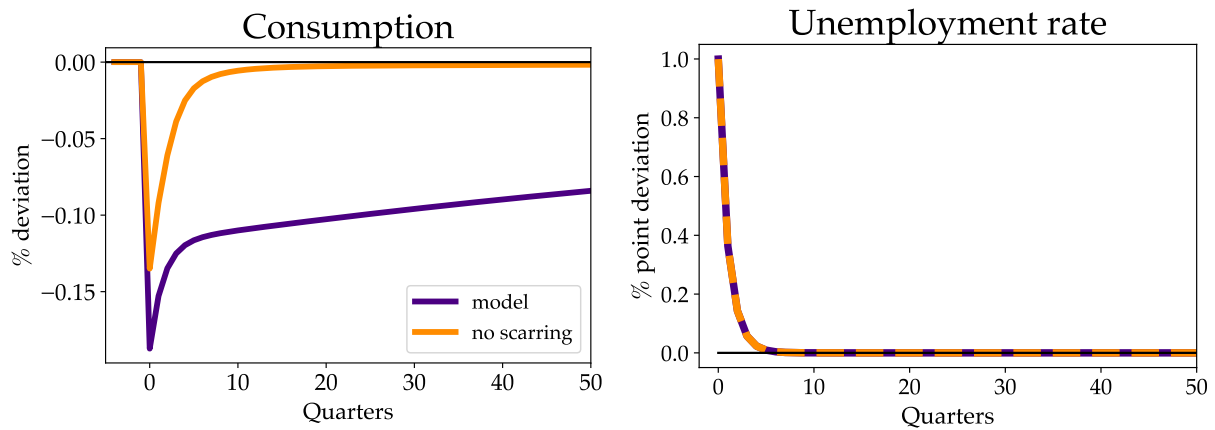 Consumption
% deviation
0.00
−0.05
−0.10
−0.15
model
no scarring
0
10
20
30
40
50
Quarters
Unemployment rate
% point deviation
1.0
0.8
0.6
0.4
0.2
0.0
0
10
20
30
40
50
Quarters